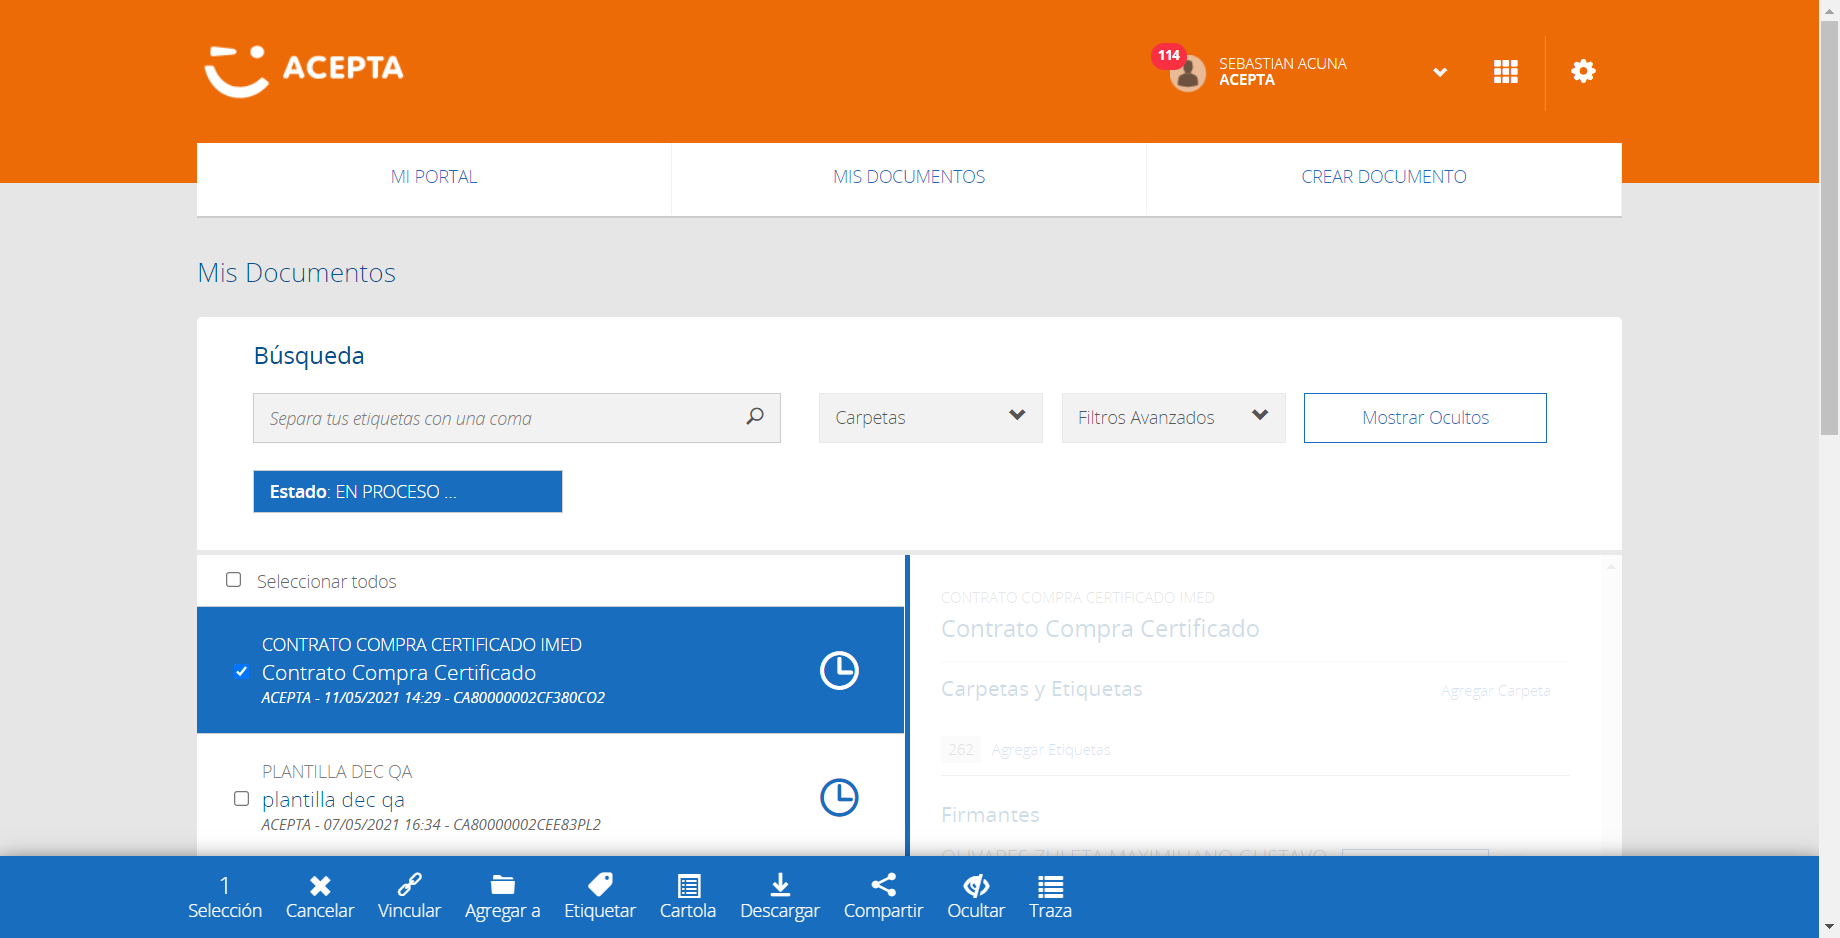 ACEPTA
114
SEBASTIAN ACUNA
ACEPTA
MI PORTAL
MIS DOCUMENTOS
CREAR DOCUMENTO
Mis Documentos
Búsqueda
Separa tus etiquetas con una coma
Carpetas
Filtros Avanzados
Mostrar Ocultos
Estado: EN PROCESO ...
Seleccionar todos
CONTRATO COMPRA CERTIFICADO IMED
Contrato Compra Certificado
ACEPTA - 11/05/2021 14:29 - CA80000002CF380CO2
PLANTILLA DEC QA
plantilla dec qa
ACEPTA - 07/05/2021 16:34 - CA80000002CEE83PL2
CONTRATO COMPRA CERTIFICADO IMED
Contrato Compra Certificado
Carpetas y Etiquetas
Agregar Carpeta
262
Agregar Etiquetas
Firmantes
OLIVARES ZULETA MAXIMILIANO GUSTAVO
1
Selección
Cancelar
Vincular
Agregar a
Etiquetar
Cartola
Descargar
Compartir
Ocultar
Traza